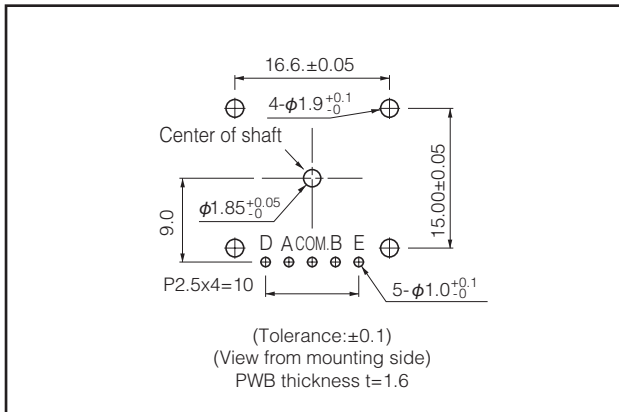 16.6.±0.05
4-ϕ1.9 +0.1 -0
Center of shaft
15.00±0.05
ϕ1.85 +0.05 -0
9.0
D A COM. B E
P2.5x4=10
5-ϕ1.0 +0.1 -0
(Tolerance:±0.1)
(View from mounting side)
PWB thickness t=1.6